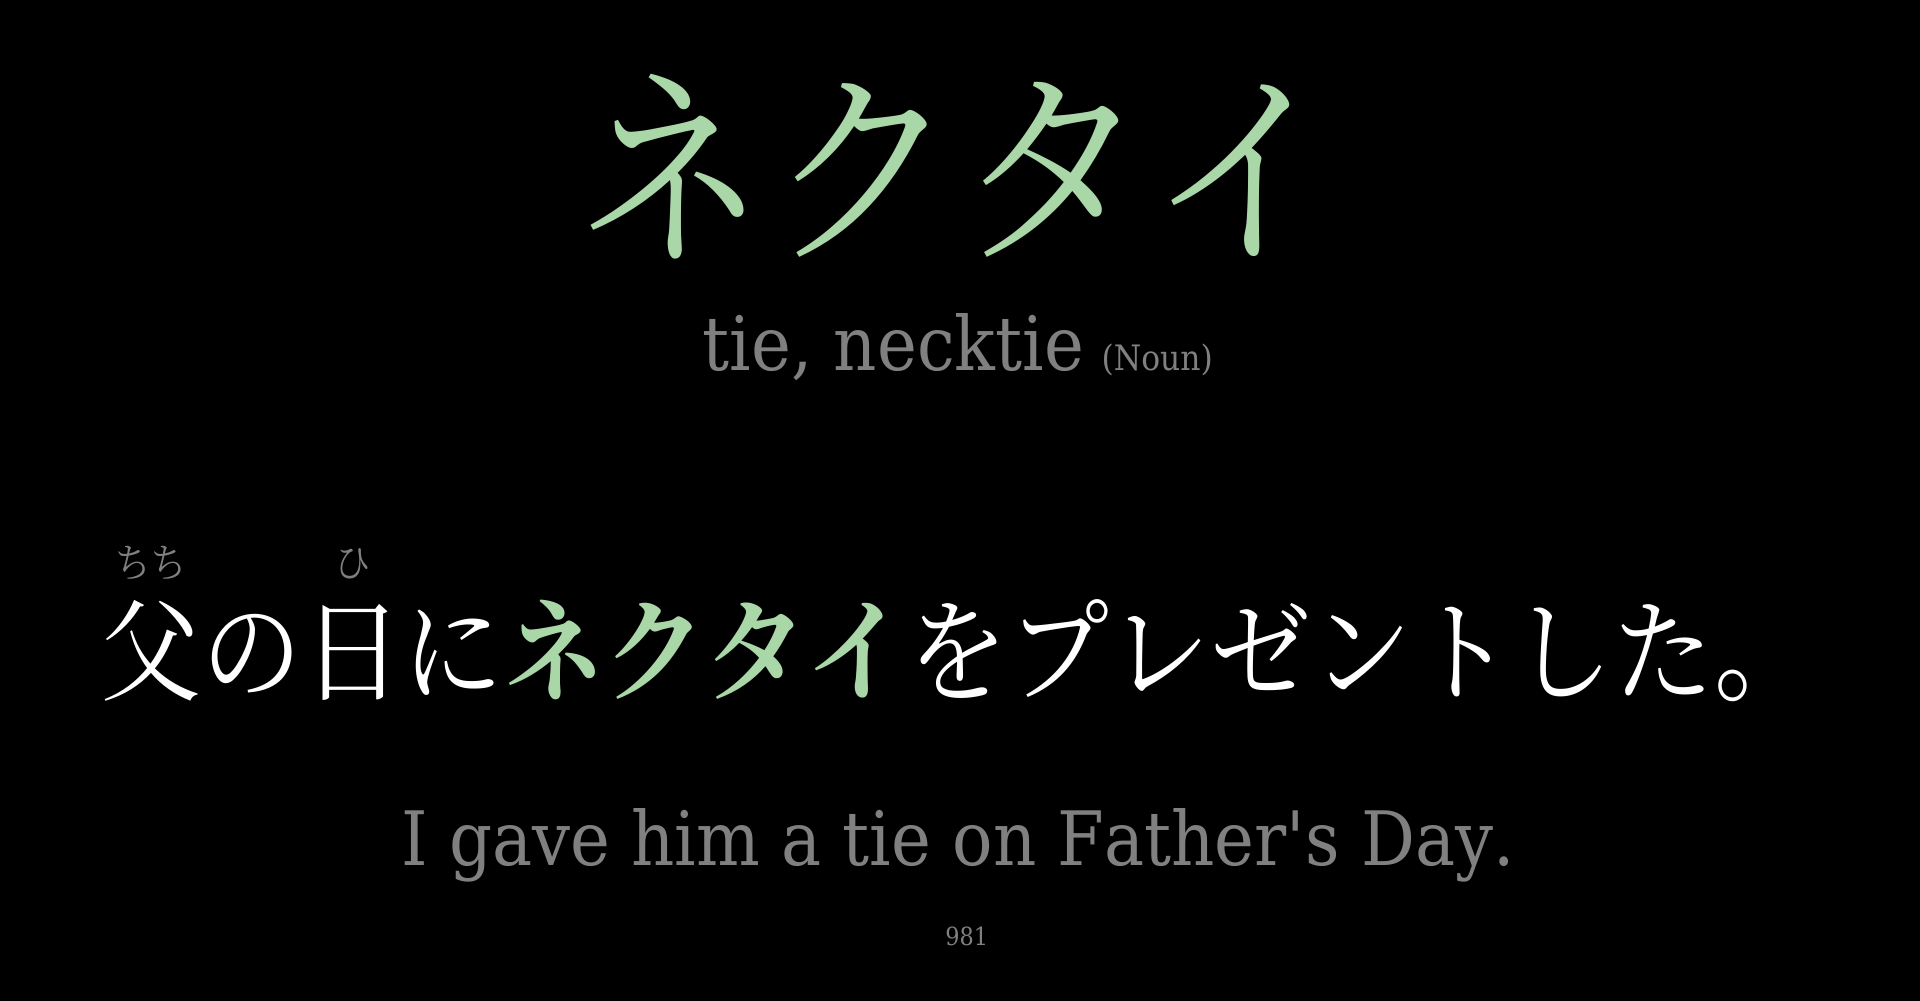 ネクタイ
tie, necktie (Noun)
ちち ひ
父の日にネクタイをプレゼントした。
I gave him a tie on Father's Day.
981